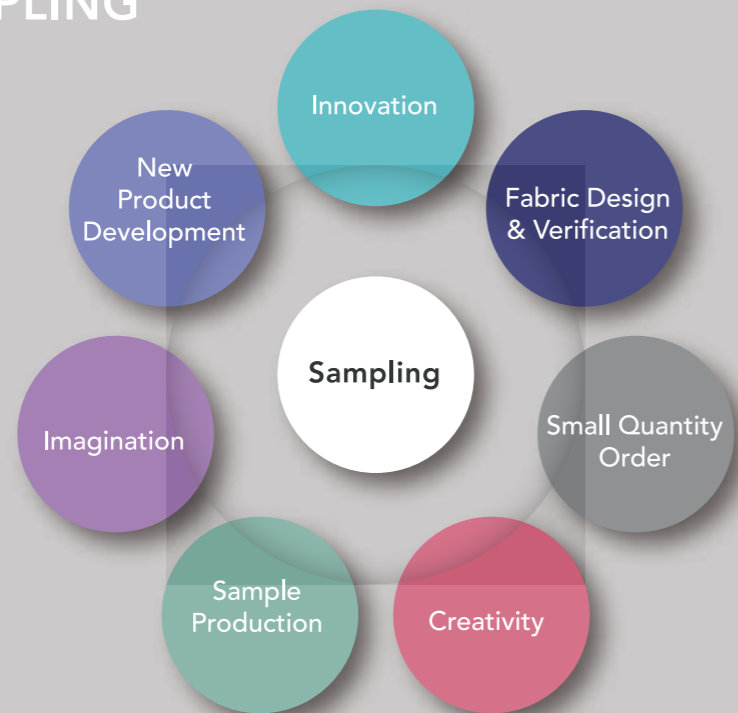 PLING
Innovation
New
Product
Development
Fabric Design
& Verification
Sampling
Imagination
Small Quantity
Order
Sample
Production
Creativity